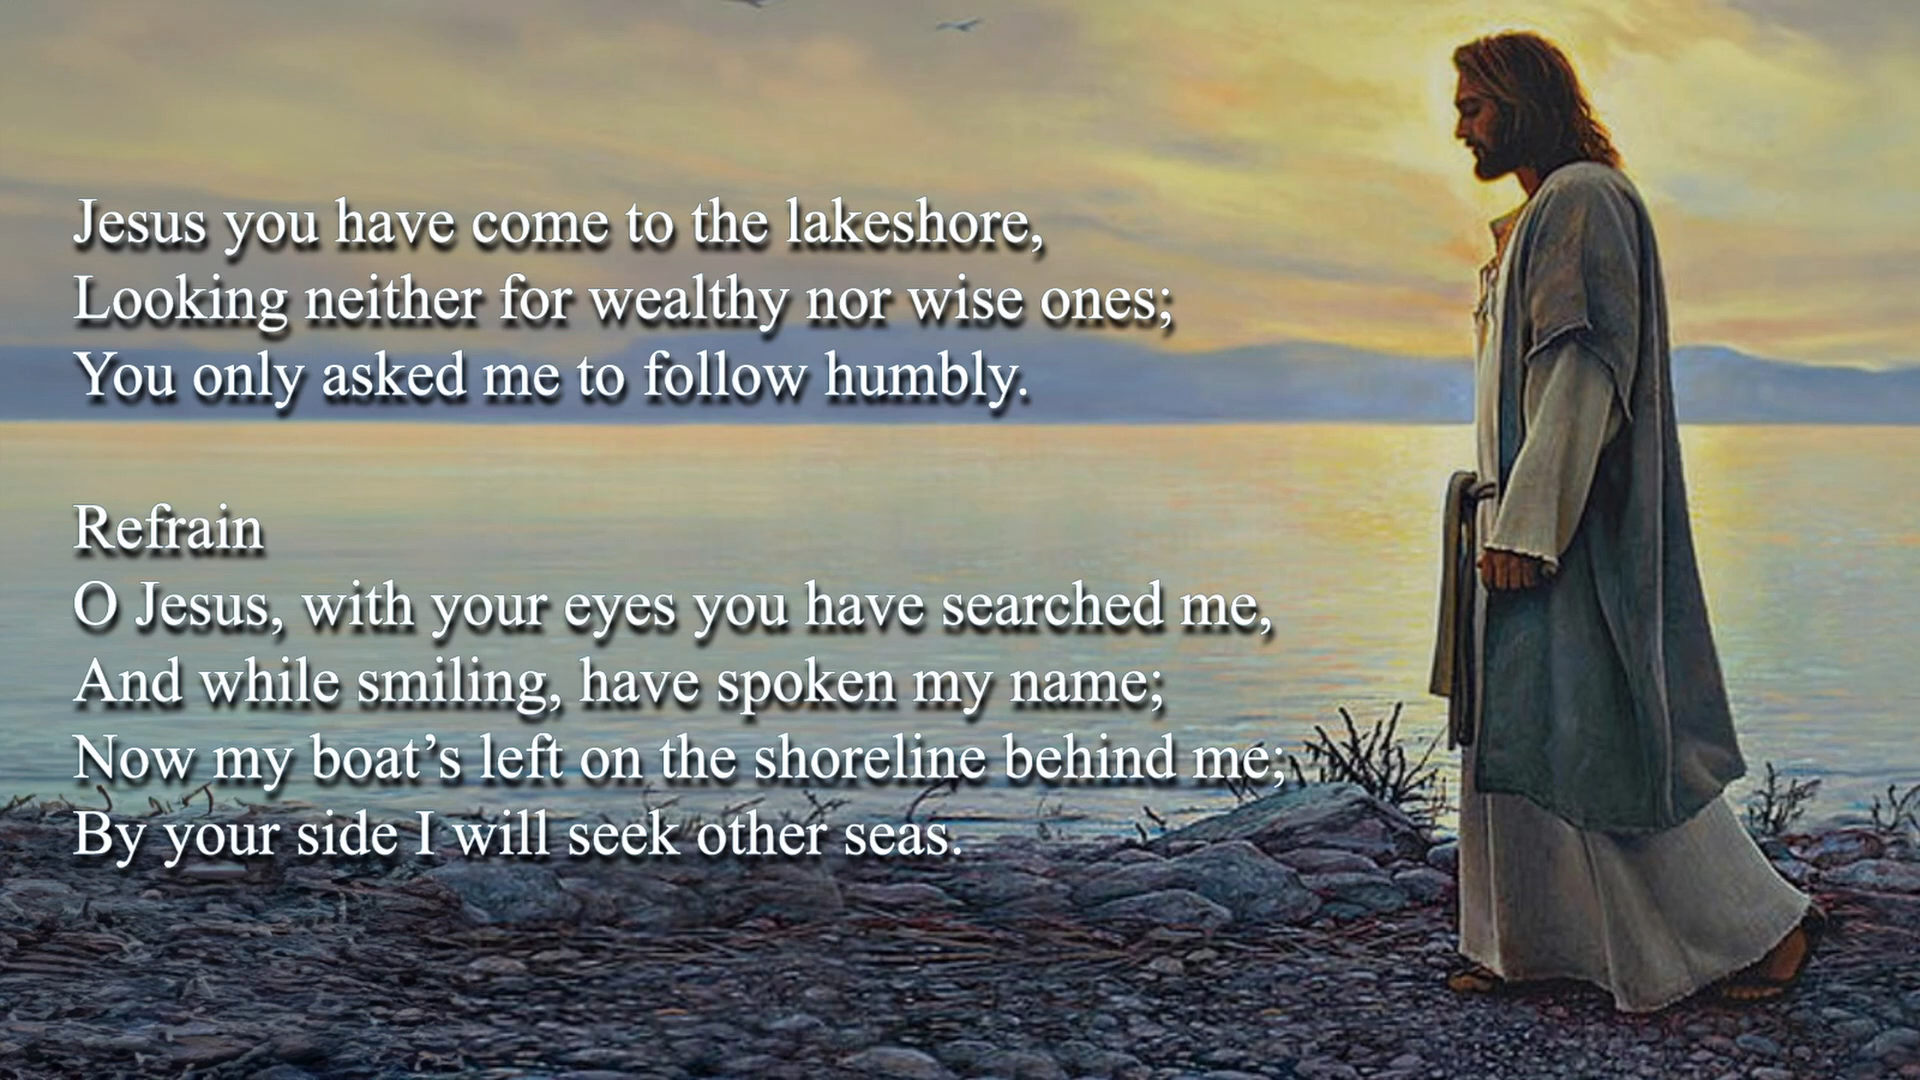 Jesus you have come to the lakeshore,
Looking neither for wealthy nor wise ones;
You only asked me to follow humbly.
Refrain
O Jesus, with your eyes you have searched me,
And while smiling, have spoken my name;
Now my boat’s left on the shoreline behind me;
By your side I will seek other seas.